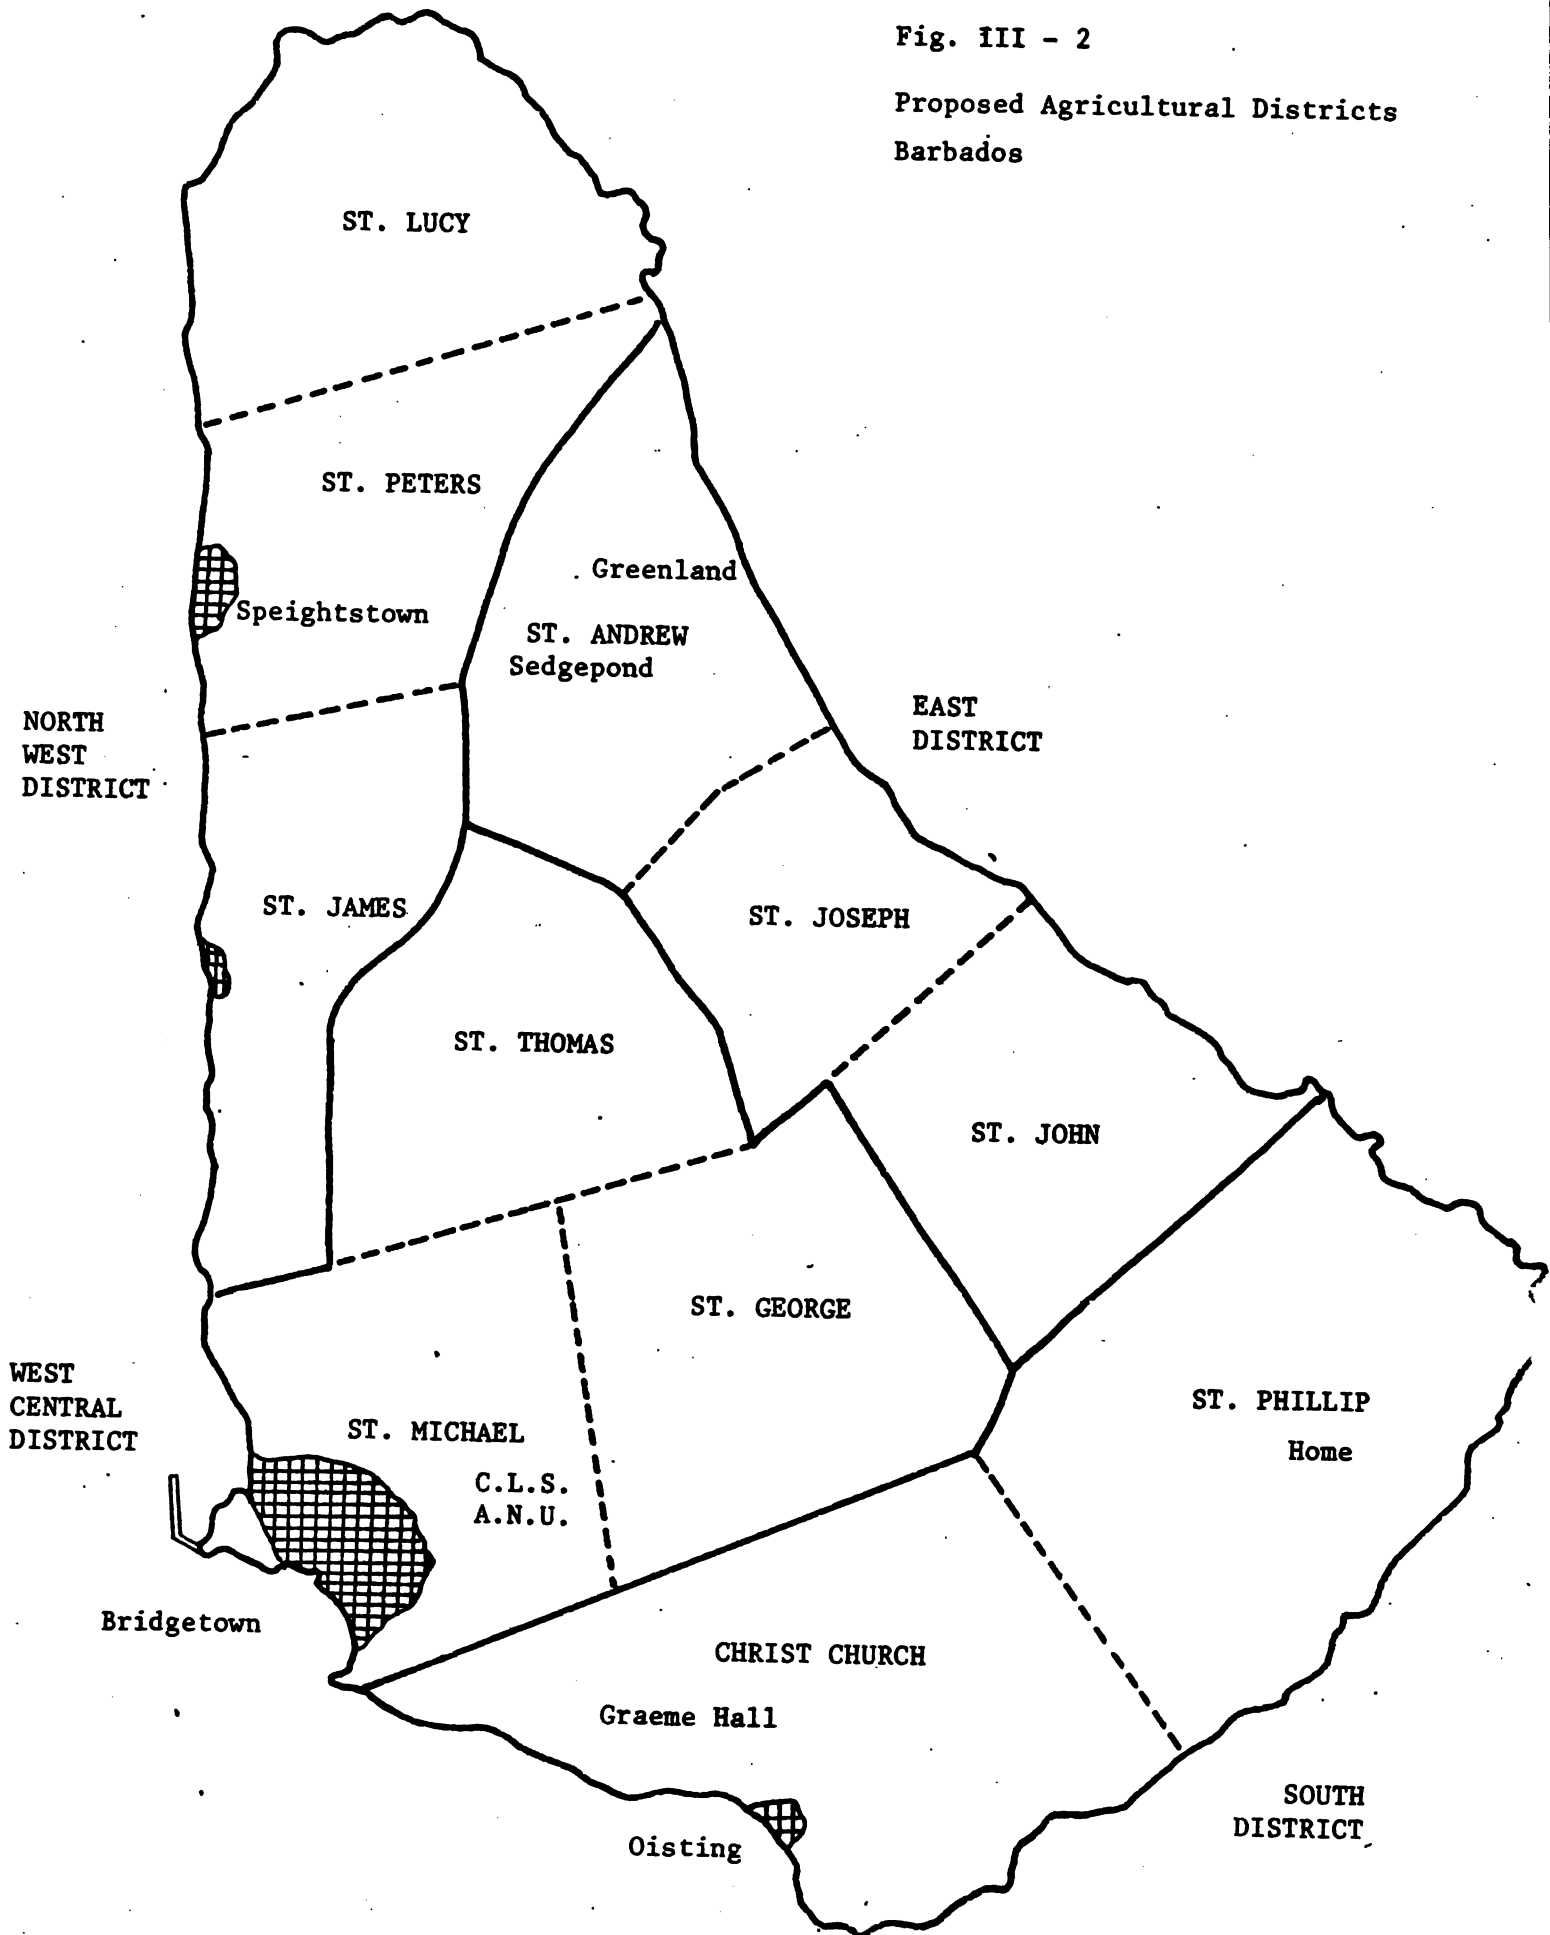 Fig. III - 2
Proposed Agricultural Districts
Barbados
ST. LUCY
ST. PETERS
Greenland
Speightstown
ST. ANDREW
Sedgepond
NORTH
WEST
DISTRICT
EAST
DISTRICT
ST. JAMES
ST. JOSEPH
ST. THOMAS
ST. JOHN
ST. GEORGE
WEST
CENTRAL
DISTRICT
ST. MICHAEL
C.L.S.
A.N.U.
ST. PHILLIP
Home
Bridgetown
CHRIST CHURCH
Graeme Hall
Oisting
SOUTH
DISTRICT